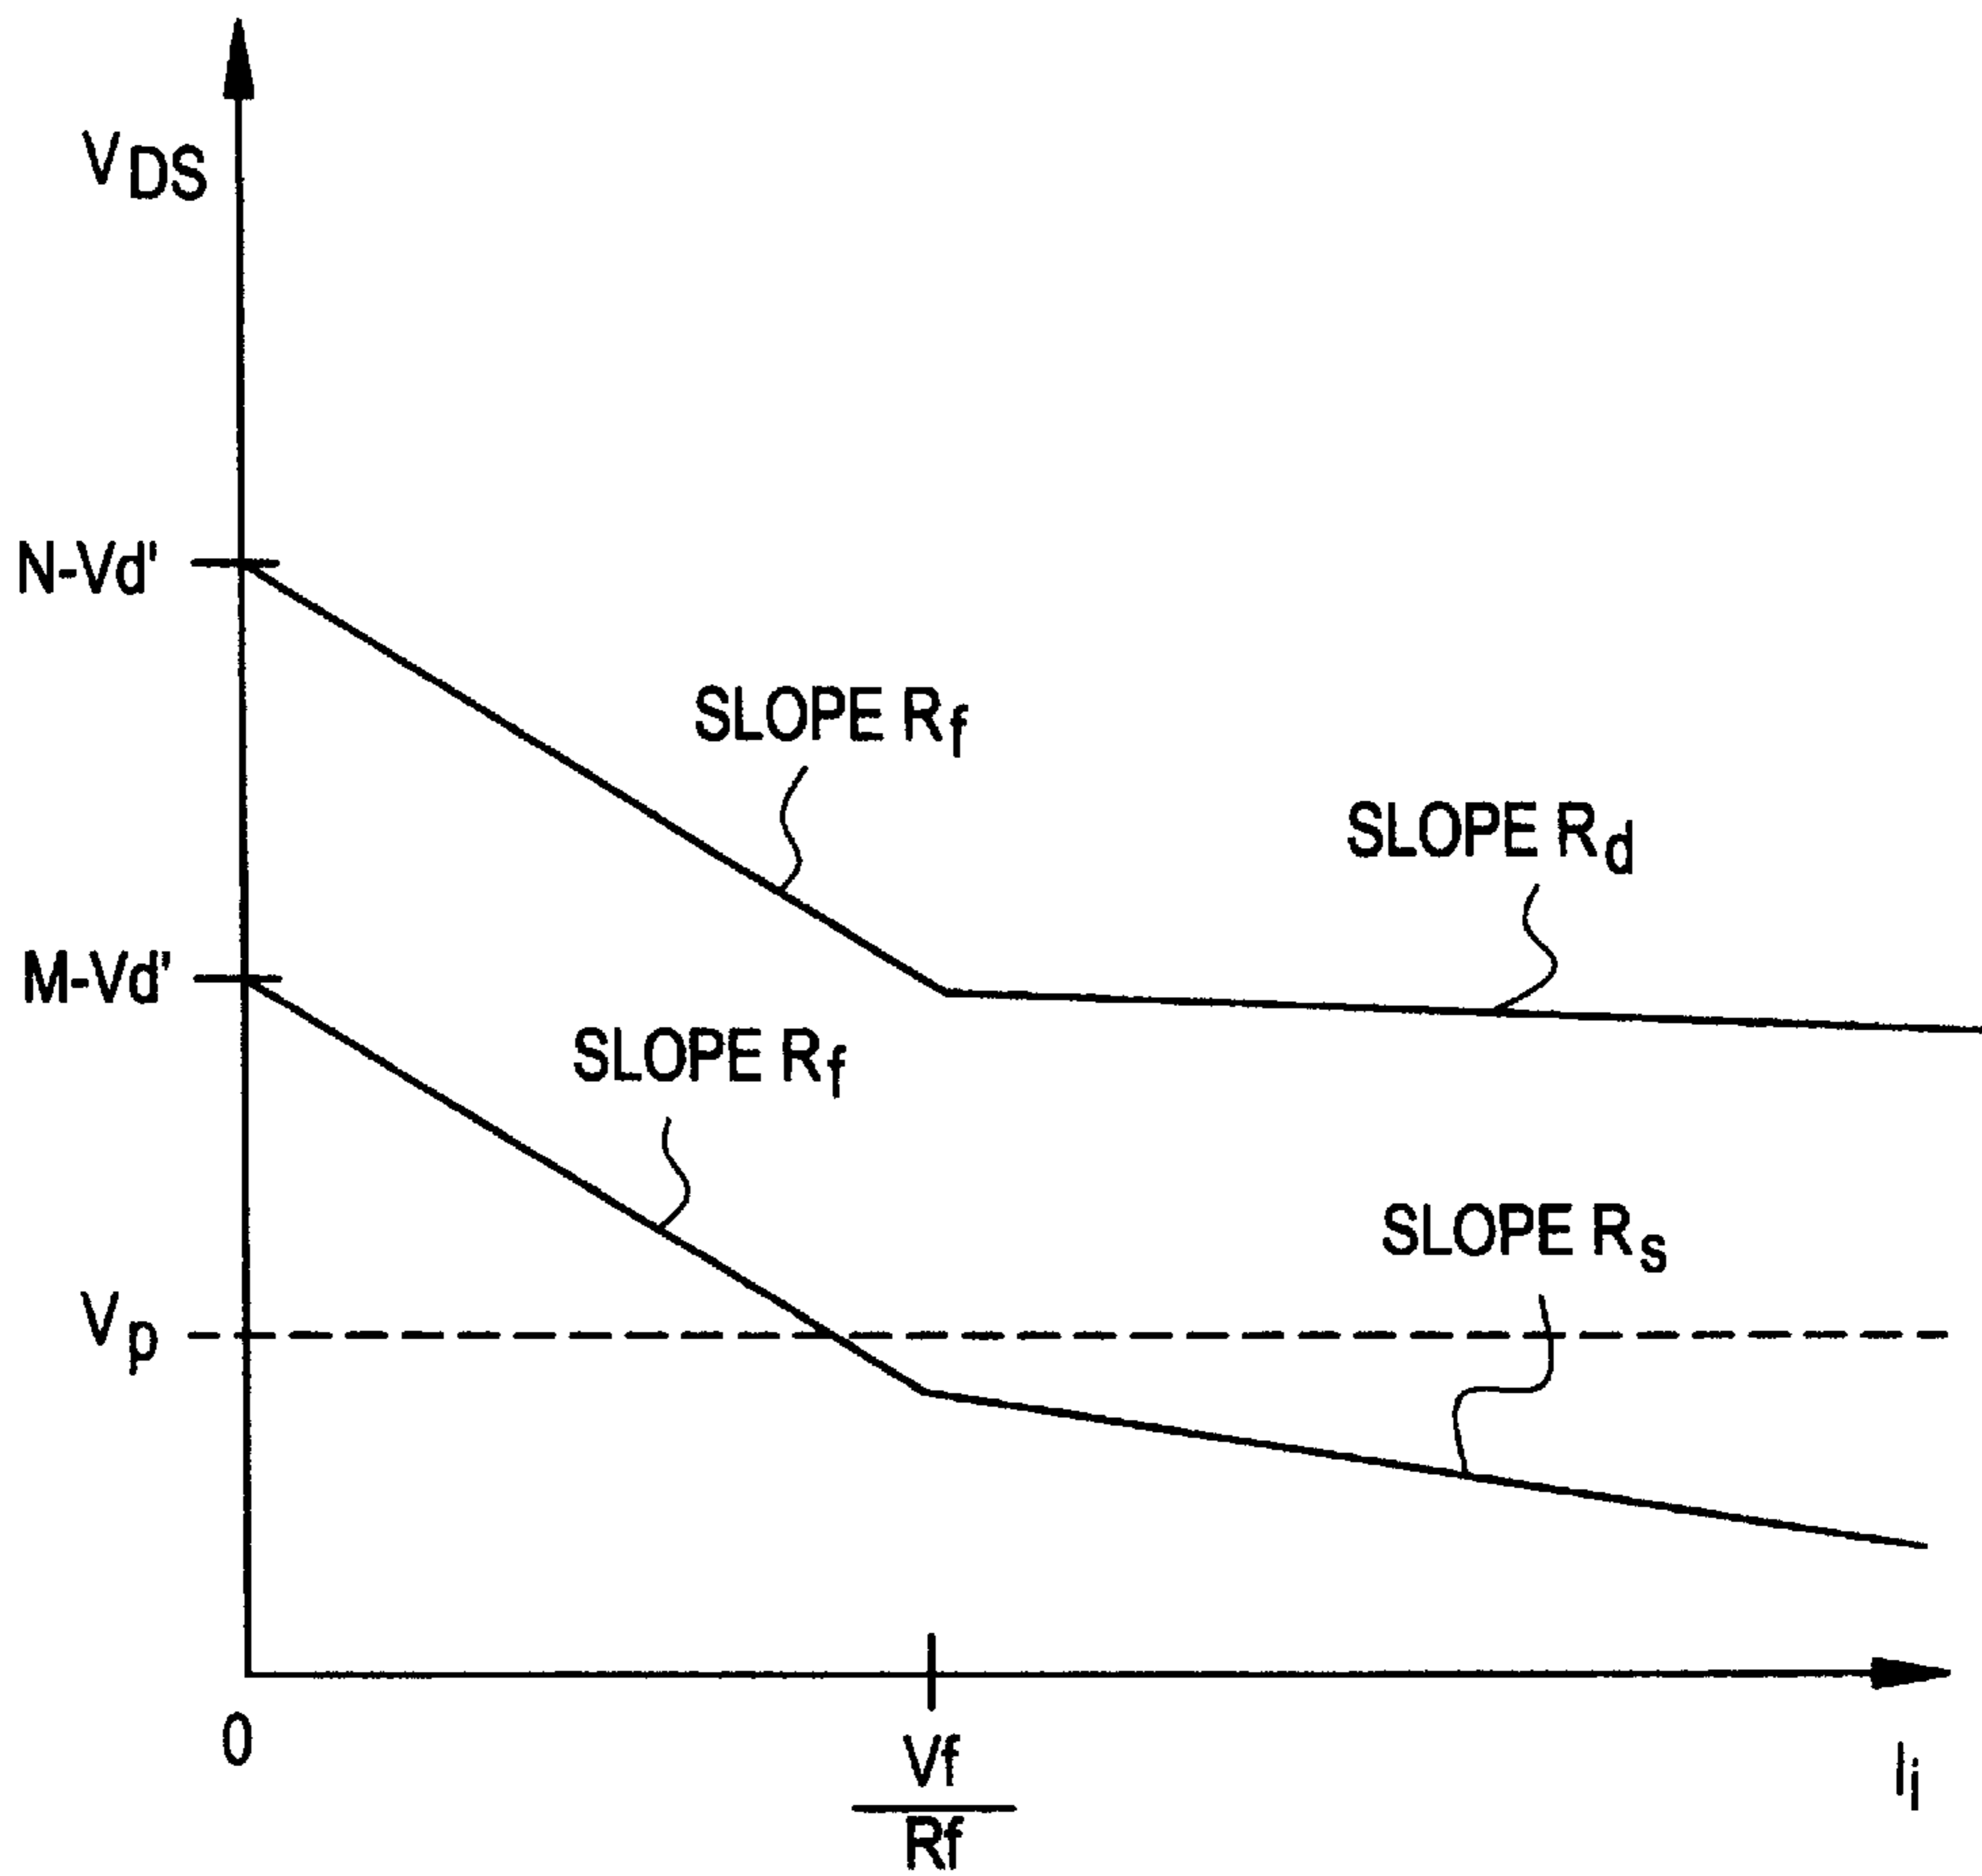 VDS
N-Vd'
SLOPE Rf
SLOPE Rd
M-Vd'
SLOPE Rf
SLOPE Rs
Vp
0
Vf
Rf
Ii